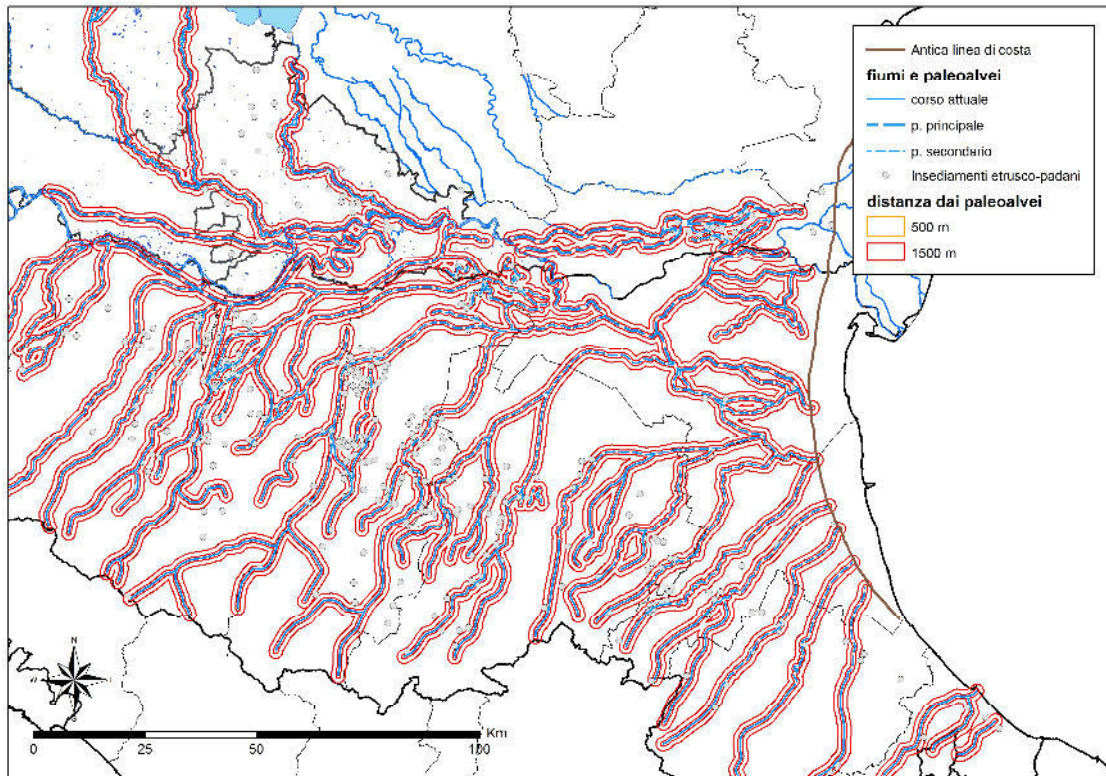 Antica linea di costa
fiumi e paleoalvei
corso attuale
p. principale
p. secondario
Insediamenti etrusco-padani
distanza dai paleoalvei
500 m
1500 m
N
W
S
0 25 50 100 Km